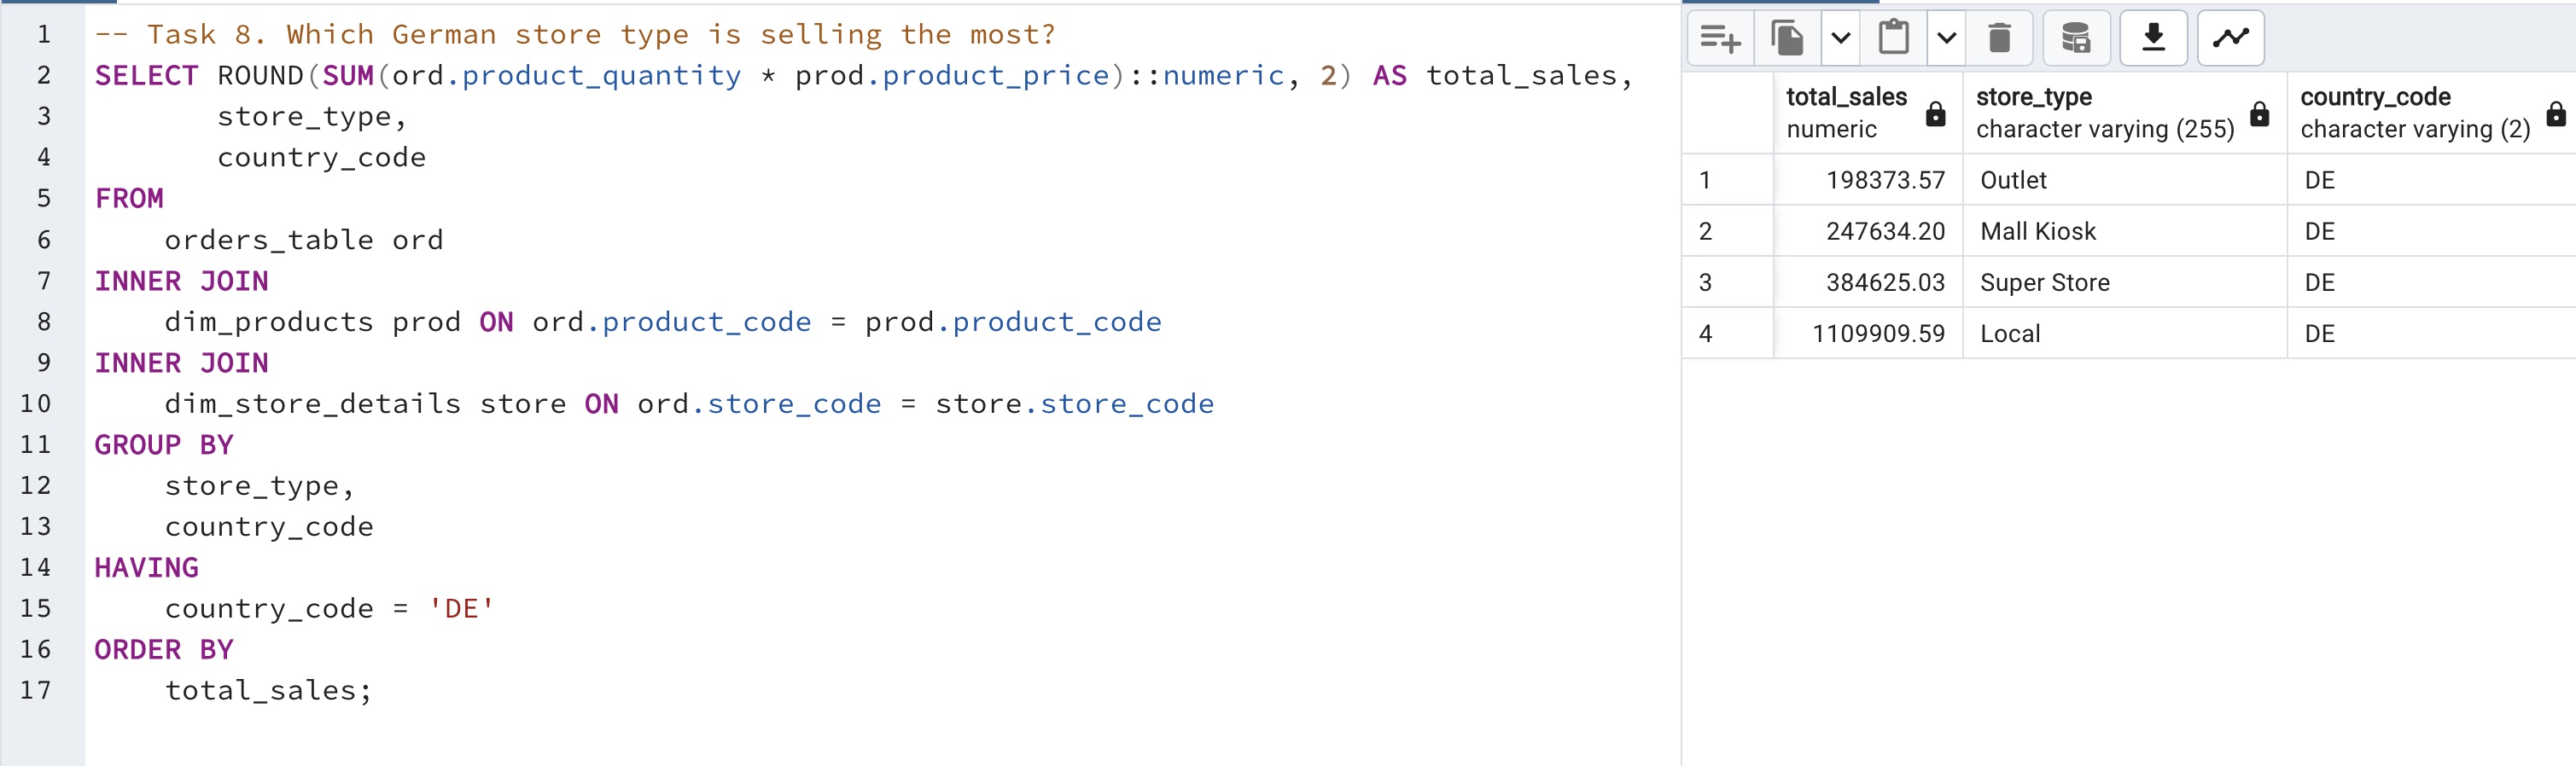 1 -- Task 8. Which German store type is selling the most?
2 SELECT ROUND(SUM(ord.product_quantity * prod.product_price)::numeric, 2) AS total_sales,
3        store_type,
4        country_code
5 FROM
6     orders_table ord
7 INNER JOIN
8     dim_products prod ON ord.product_code = prod.product_code
9 INNER JOIN
10     dim_store_details store ON ord.store_code = store.store_code
11 GROUP BY
12     store_type,
13     country_code
14 HAVING
15     country_code = 'DE'
16 ORDER BY
17     total_sales;
total_sales store_type country_code
numeric character varying (255) character varying (2)
1 198373.57 Outlet DE
2 247634.20 Mall Kiosk DE
3 384625.03 Super Store DE
4 1109909.59 Local DE